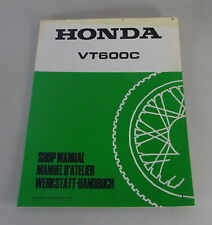 HONDA
VT600C
SHOP MANUAL
MANUEL D'ATELIER
WERKSTATT-HANDBUCH